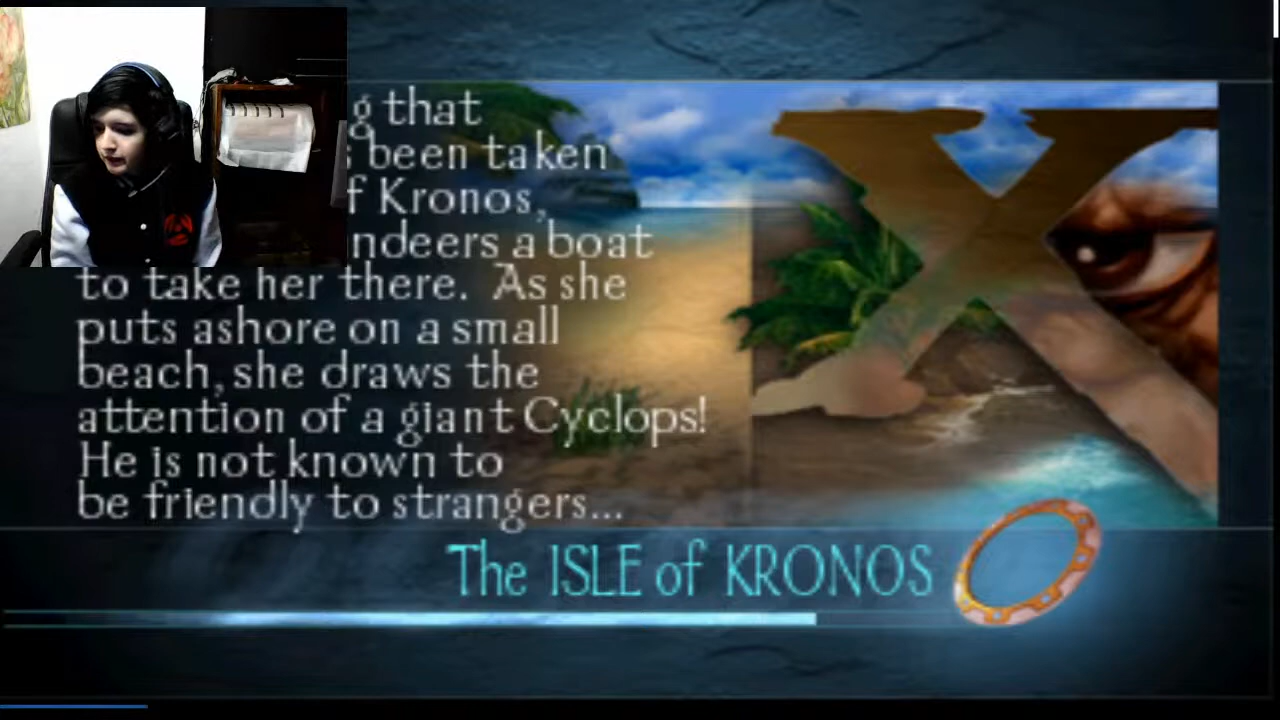 g that
been taken
f Kronos,
ndeers a boat
to take her there. As she
puts ashore on a small
beach, she draws the
attention of a giant Cyclops!
He is not known to
be friendly to strangers...
X
The ISLE of KRONOS